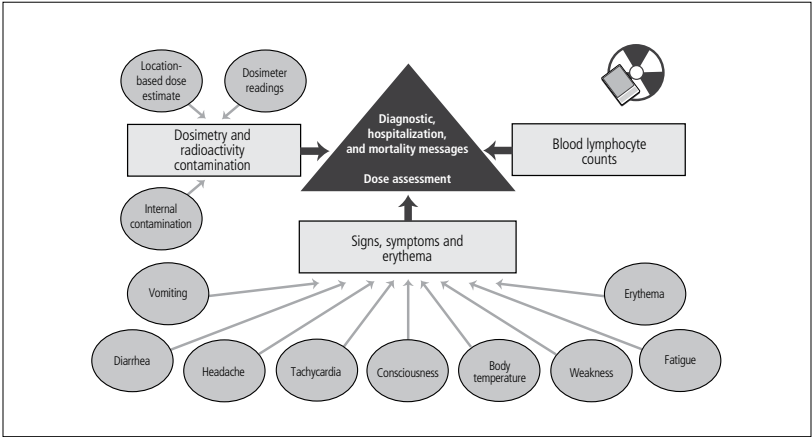 Location-
based dose
estimate
Dosimeter
readings
Dosimetry and
radioactivity
contamination
Internal
contamination
Diagnostic,
hospitalization,
and mortality messages
Dose assessment
Blood lymphocyte
counts
Signs, symptoms and
erythema
Vomiting
Erythema
Diarrhea
Headache
Tachycardia
Consciousness
Body
temperature
Weakness
Fatigue